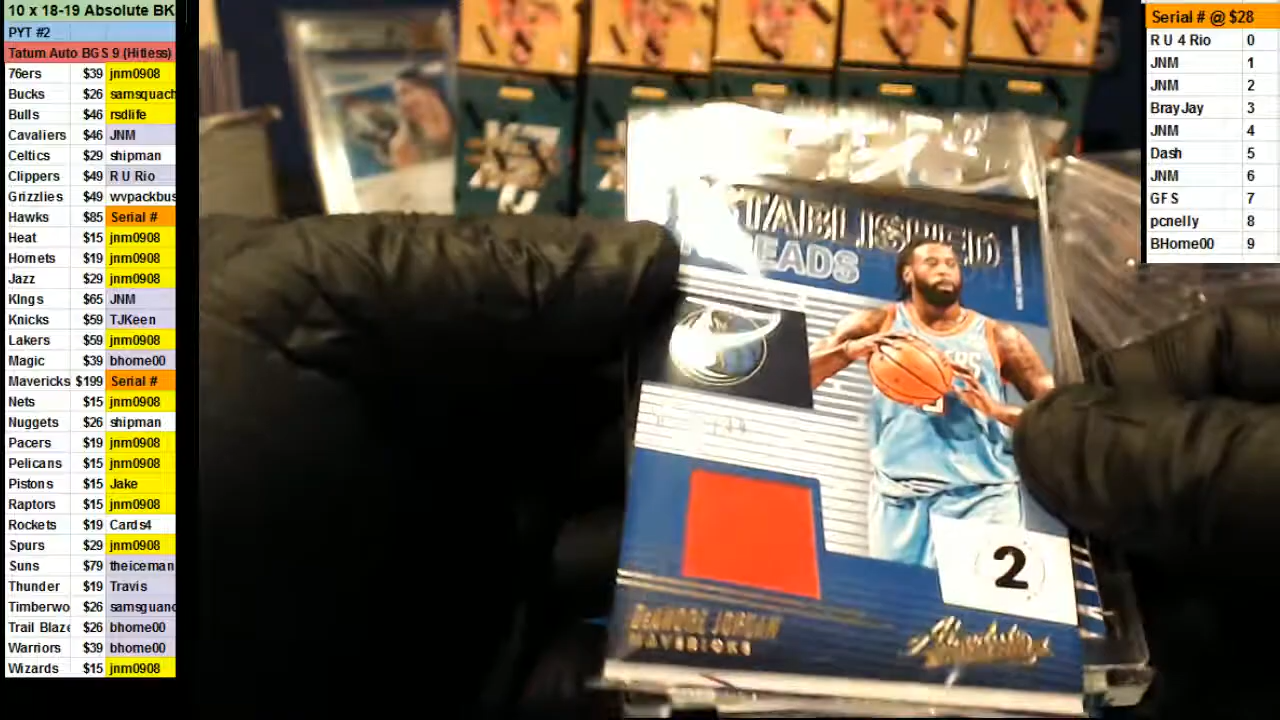 10 x 18-19 Absolute BK
PYT #2
Tatum Auto BGS 9 (Hitless)
76ers $39 jnm0908
Bucks $26 samsquach
Bulls $46 rsdlife
Cavaliers $46 JNM
Celtics $29 shipman
Clippers $49 R U Rio
Grizzlies $49 wvpackbus
Hawks $85 Serial #
Heat $15 jnm0908
Hornets $19 jnm0908
Jazz $29 jnm0908
KIngs $65 JNM
Knicks $59 TJKeen
Lakers $59 jnm0908
Magic $39 bhome00
Mavericks $199 Serial #
Nets $15 jnm0908
Nuggets $26 shipman
Pacers $19 jnm0908
Pelicans $15 jnm0908
Pistons $15 Jake
Raptors $15 jnm0908
Rockets $19 Cards4
Spurs $29 jnm0908
Suns $79 theiceman
Thunder $19 Travis
Timberwo $26 samsguanc
Trail Blaze $26 bhome00
Warriors $39 bhome00
Wizards $15 jnm0908
TABLISHED
EADS
2
DeANDRE JORDAN
MAVERICKS
Absolute
Serial # @ $28
R U 4 Rio 0
JNM 1
JNM 2
BrayJay 3
JNM 4
Dash 5
JNM 6
GFS 7
pcnelly 8
BHome00 9